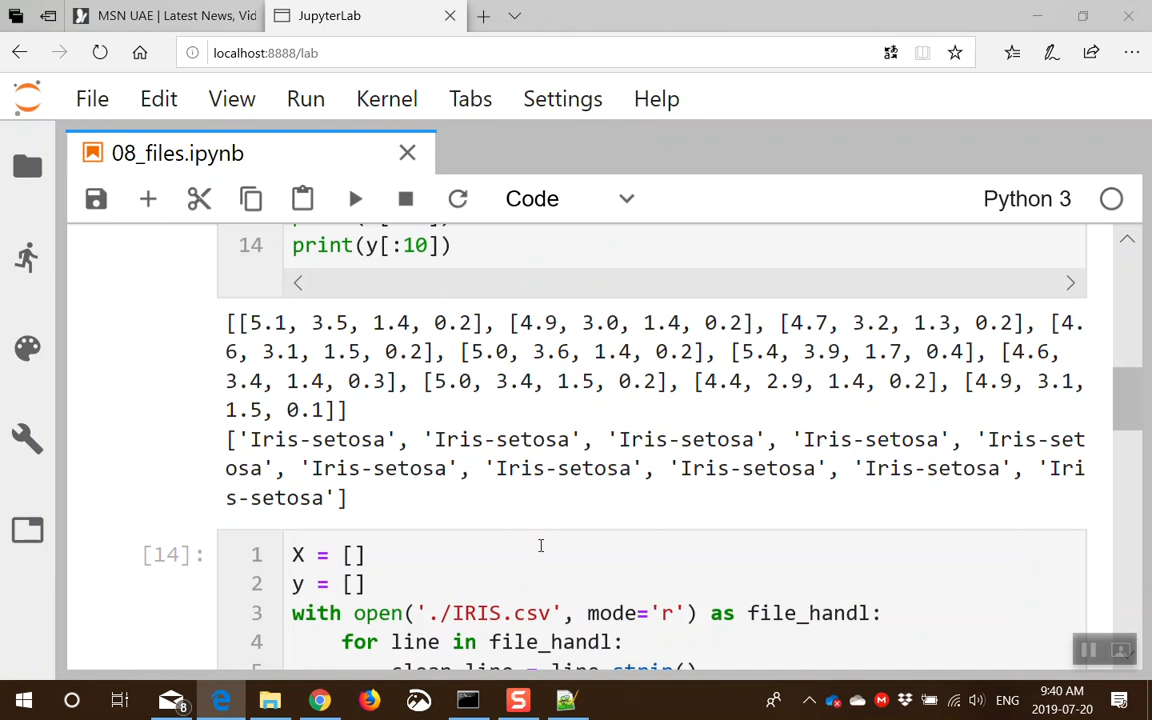 MSN UAE | Latest News, Vid
JupyterLab
localhost:8888/lab
File Edit View Run Kernel Tabs Settings Help
08_files.ipynb
Code
Python 3
14 print(y[:10])
[[5.1, 3.5, 1.4, 0.2], [4.9, 3.0, 1.4, 0.2], [4.7, 3.2, 1.3, 0.2], [4.
6, 3.1, 1.5, 0.2], [5.0, 3.6, 1.4, 0.2], [5.4, 3.9, 1.7, 0.4], [4.6,
3.4, 1.4, 0.3], [5.0, 3.4, 1.5, 0.2], [4.4, 2.9, 1.4, 0.2], [4.9, 3.1,
1.5, 0.1]]
['Iris-setosa', 'Iris-setosa', 'Iris-setosa', 'Iris-setosa', 'Iris-set
osa', 'Iris-setosa', 'Iris-setosa', 'Iris-setosa', 'Iris-setosa', 'Iri
s-setosa']
[14]: 1 X = []
2 y = []
3 with open('./IRIS.csv', mode='r') as file_handl:
4 for line in file_handl:
5 clean_line = line.strip()
8
ENG
9:40 AM
2019-07-20